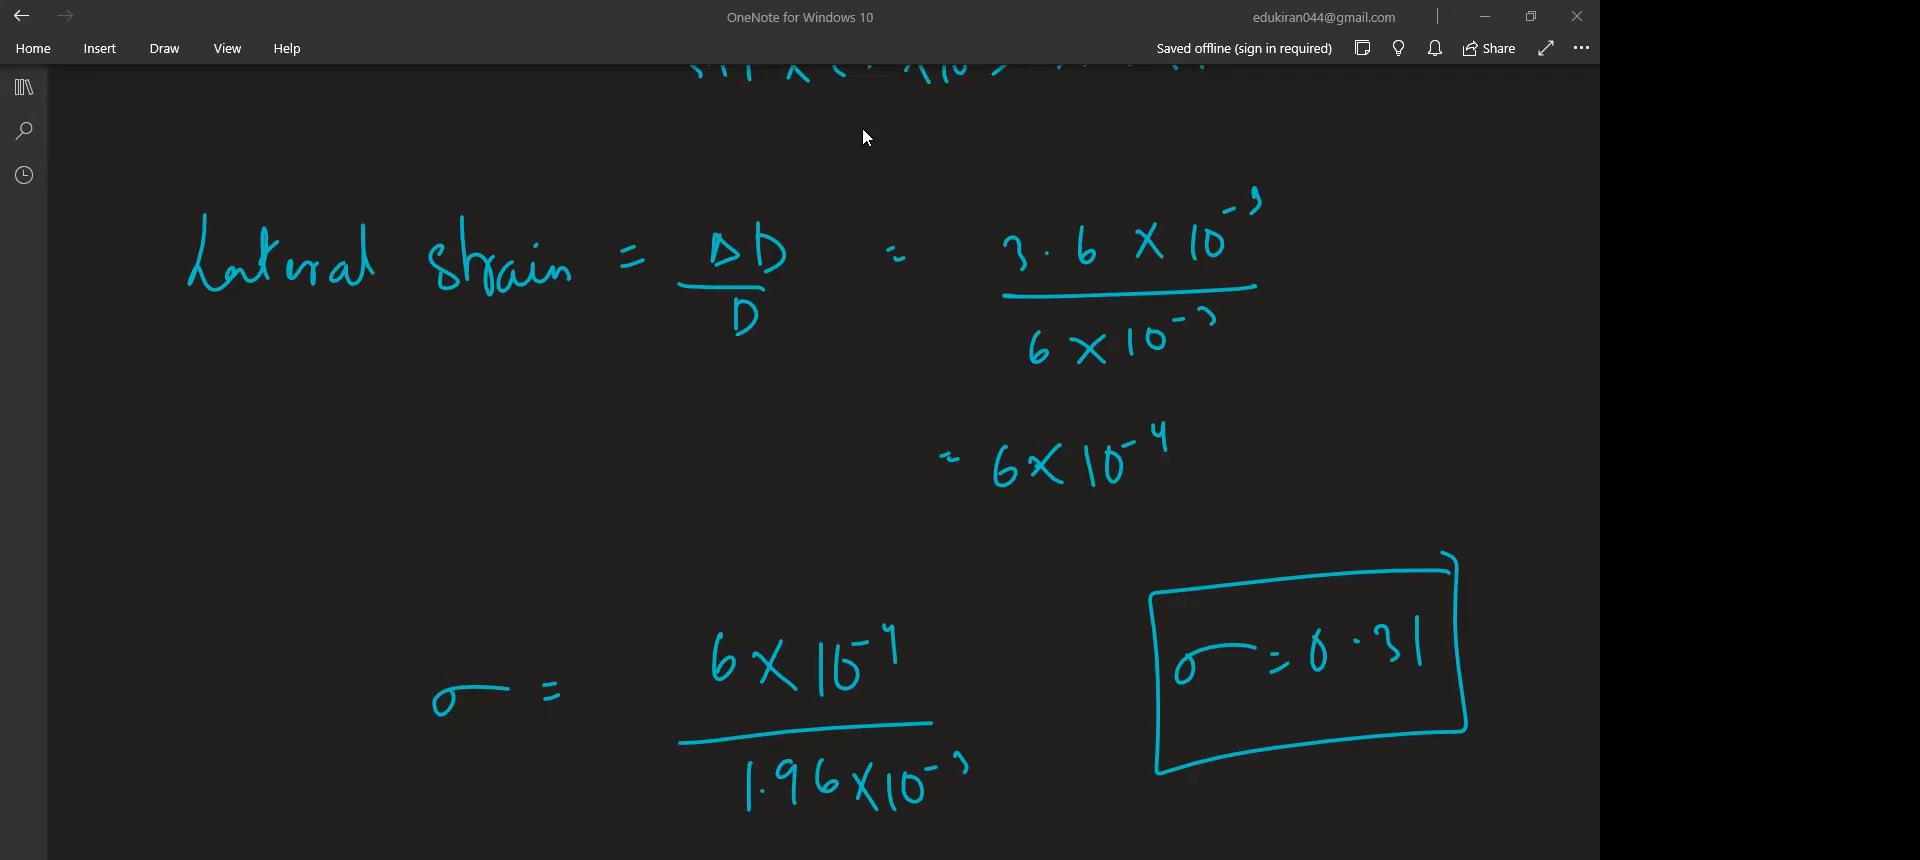 OneNote for Windows 10
edukiran044@gmail.com
Home Insert Draw View Help
Saved offline (sign in required) Share
Lateral strain = ΔD / D = 3.6 × 10⁻³ / 6 × 10⁻³
= 6 × 10⁻⁴
σ = 6 × 10⁻⁴ / 1.96 × 10⁻³
σ = 0.31